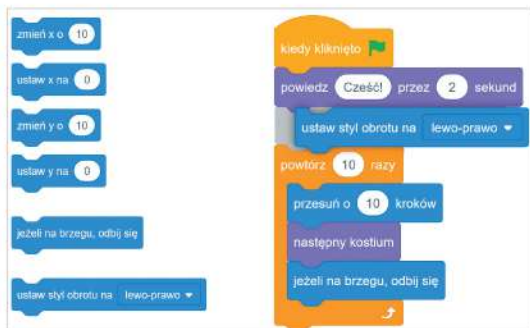 zmień x o 10
ustaw x na 0
zmień y o 10
ustaw y na 0
jeżeli na brzegu, odbij się
ustaw styl obrotu na lewo-prawo
kiedy kliknięto
powiedz Cześć! przez 2 sekund
ustaw styl obrotu na lewo-prawo
powtórz 10 razy
przesuń o 10 kroków
następny kostium
jeżeli na brzegu, odbij się